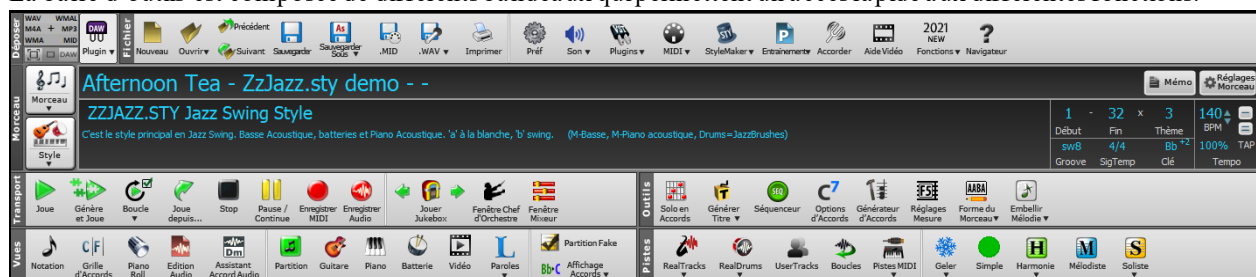 La barre d'outils est composée de différents bandeaux qui permettent un accès rapide aux différentes fonctions.
Déposer
WAV WMA
M4A + MP3
WMA MID
DAW
DAW
Plugin
Fichier
Nouveau
Ouvrir
Précédent
Suivant
Sauvegarder
As
Sauvegarder
Sous
.MID
.WAV
Imprimer
Préf
Son
Plugins
MIDI
StyleMaker
Entrainements
Accorder
Aide Vidéo
2021
NEW
Fonctions
?
Navigateur
Morceau
Morceau
Style
Afternoon Tea - ZzJazz.sty demo - -
Mémo
Réglages
Morceau
ZZJAZZ.STY Jazz Swing Style
C'est le style principal en Jazz Swing. Basse Acoustique, batteries et Piano Acoustique. 'a' à la blanche, 'b' swing. (M-Basse, M-Piano acoustique, Drums=JazzBrushes)
1 - 32 x 3
Début Fin Thème
sw8 4/4 Bb +2
Groove SigTemp Clé
140
BPM
100% TAP
Tempo
Transport
Joue
Génère
et Joue
Boucle
Joue
depuis...
Stop
Pause /
Continue
Enregistrer
MIDI
Enregistrer
Audio
Jouer
Jukebox
Fenêtre Chef
d'Orchestre
Fenêtre
Mixeur
Outils
Solo en
Accords
Générer
Titre
SEQ
Séquenceur
C7
Options
d'Accords
Générateur
d'Accords
Réglages
Mesure
AABA
Forme du
Morceau
Embellir
Mélodie
Vues
Notation
C|F|
Grille
d'Accords
Piano
Roll
Edition
Audio
Dm
Assistant
Accord Audio
Partition
Guitare
Piano
Batterie
Vidéo
L
Paroles
Partition Fake
Bb•C
Affichage
Accords
Pistes
RealTracks
RealDrums
UserTracks
Boucles
Pistes MIDI
Geler
Simple
H
Harmonie
M
Mélodiste
S
Soliste